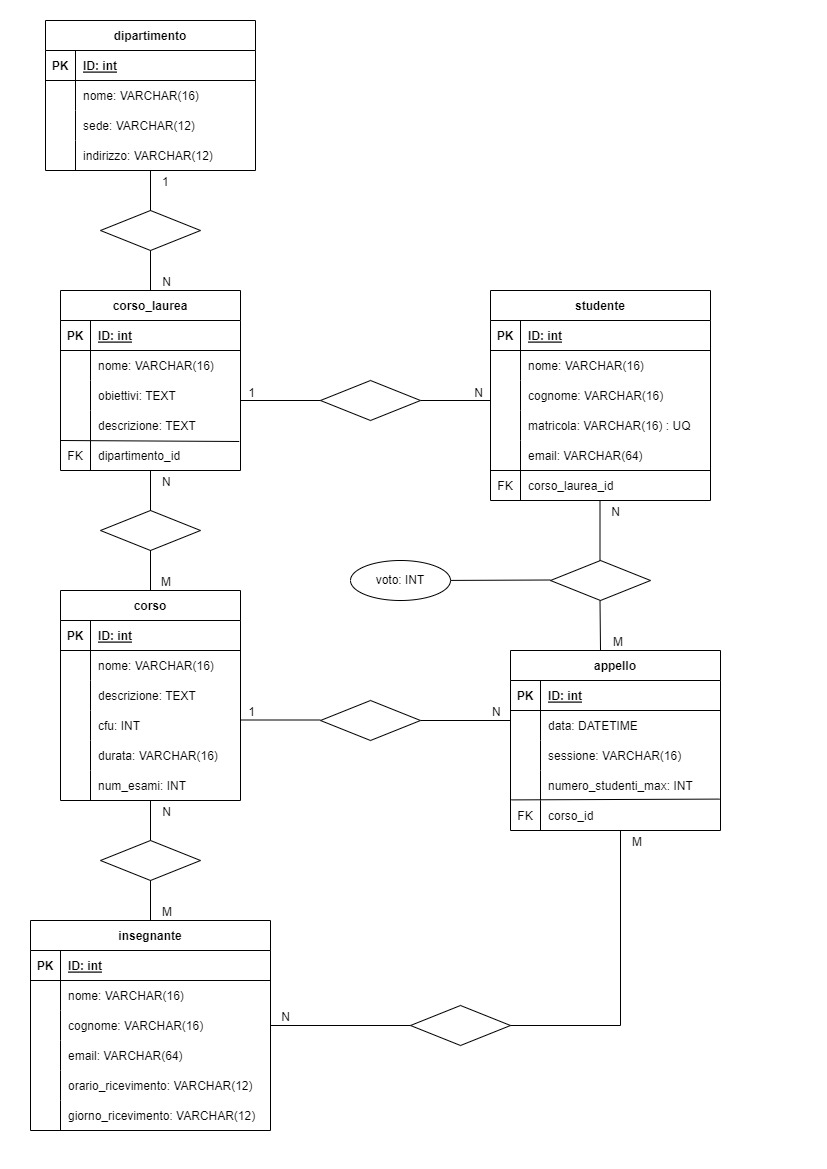 dipartimento
PK ID: int
nome: VARCHAR(16)
sede: VARCHAR(12)
indirizzo: VARCHAR(12)
1
N
corso_laurea
PK ID: int
nome: VARCHAR(16)
obiettivi: TEXT
descrizione: TEXT
FK dipartimento_id
1
N
studente
PK ID: int
nome: VARCHAR(16)
cognome: VARCHAR(16)
matricola: VARCHAR(16) : UQ
email: VARCHAR(64)
FK corso_laurea_id
N
M
N
voto: INT
M
corso
PK ID: int
nome: VARCHAR(16)
descrizione: TEXT
cfu: INT
durata: VARCHAR(16)
num_esami: INT
1
N
appello
PK ID: int
data: DATETIME
sessione: VARCHAR(16)
numero_studenti_max: INT
FK corso_id
N
M
M
insegnante
PK ID: int
nome: VARCHAR(16)
cognome: VARCHAR(16)
email: VARCHAR(64)
orario_ricevimento: VARCHAR(12)
giorno_ricevimento: VARCHAR(12)
N